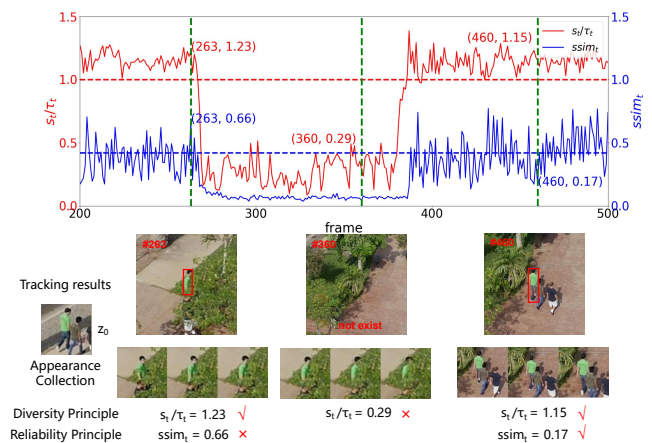 1.5
1.0
0.5
0.0
s_t/τ_t
(263, 1.23)
(460, 1.15)
s_t/τ_t
ssim_t
(263, 0.66)
(360, 0.29)
(460, 0.17)
1.5
1.0
0.5
0.0
ssim_t
200
300
400
500
frame
#263
Tracking results
not exist
z_0
Appearance
Collection
Diversity Principle
s_t/τ_t = 1.23 √
s_t/τ_t = 0.29 ×
s_t/τ_t = 1.15 √
Reliability Principle
ssim_t = 0.66 ×
ssim_t = 0.17 √